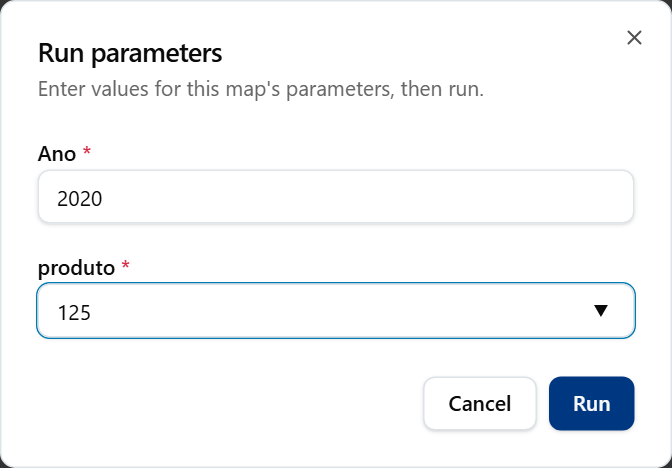 Run parameters
Enter values for this map's parameters, then run.
Ano *
2020
produto *
125
Cancel
Run